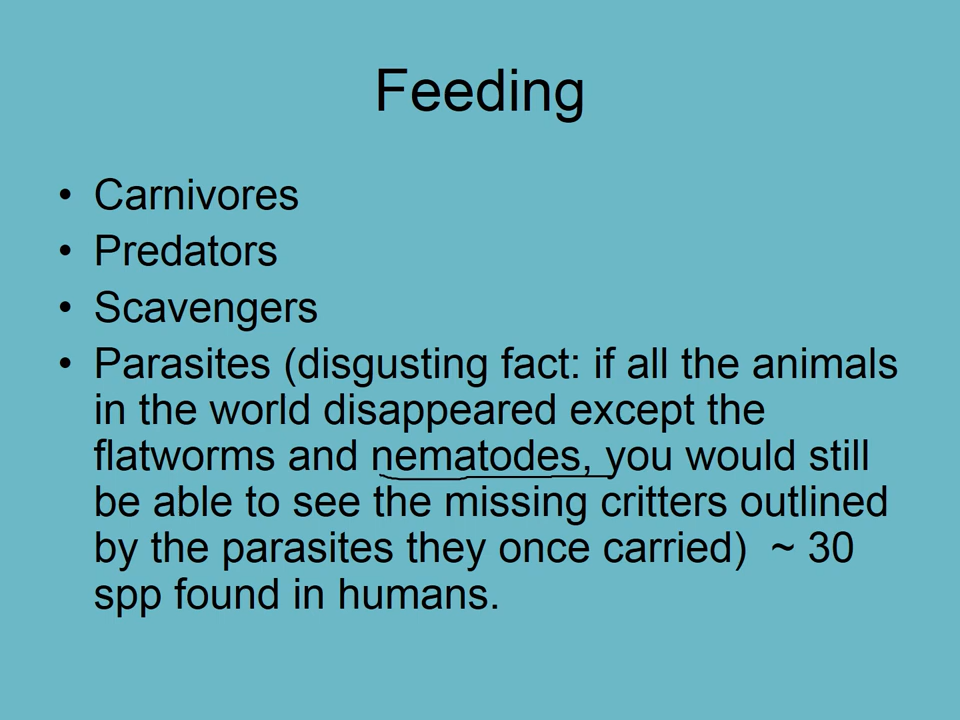 Feeding
• Carnivores
• Predators
• Scavengers
• Parasites (disgusting fact: if all the animals
in the world disappeared except the
flatworms and nematodes, you would still
be able to see the missing critters outlined
by the parasites they once carried)  ~ 30
spp found in humans.